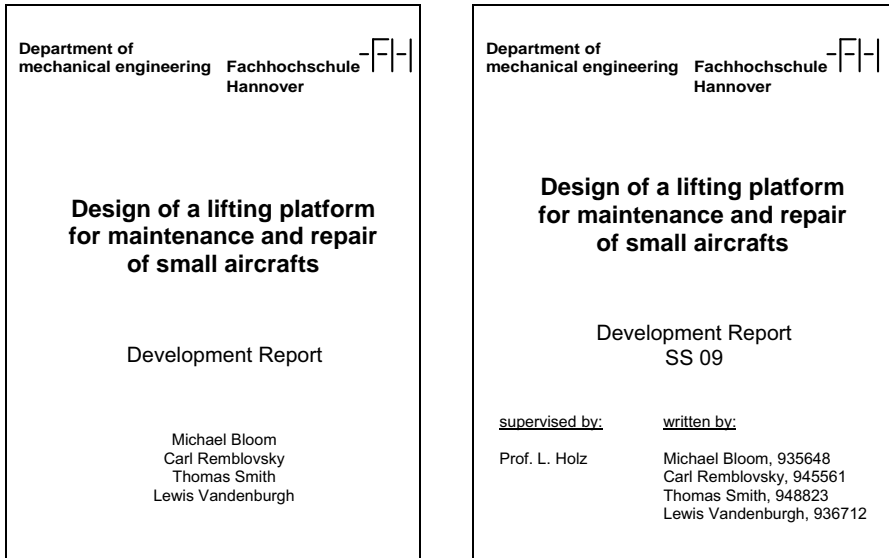 Department of
mechanical engineering Fachhochschule
Hannover
Design of a lifting platform
for maintenance and repair
of small aircrafts
Development Report
Michael Bloom
Carl Remblovsky
Thomas Smith
Lewis Vandenburgh
Department of
mechanical engineering Fachhochschule
Hannover
Design of a lifting platform
for maintenance and repair
of small aircrafts
Development Report
SS 09
supervised by: written by:
Prof. L. Holz Michael Bloom, 935648
Carl Remblovsky, 945561
Thomas Smith, 948823
Lewis Vandenburgh, 936712